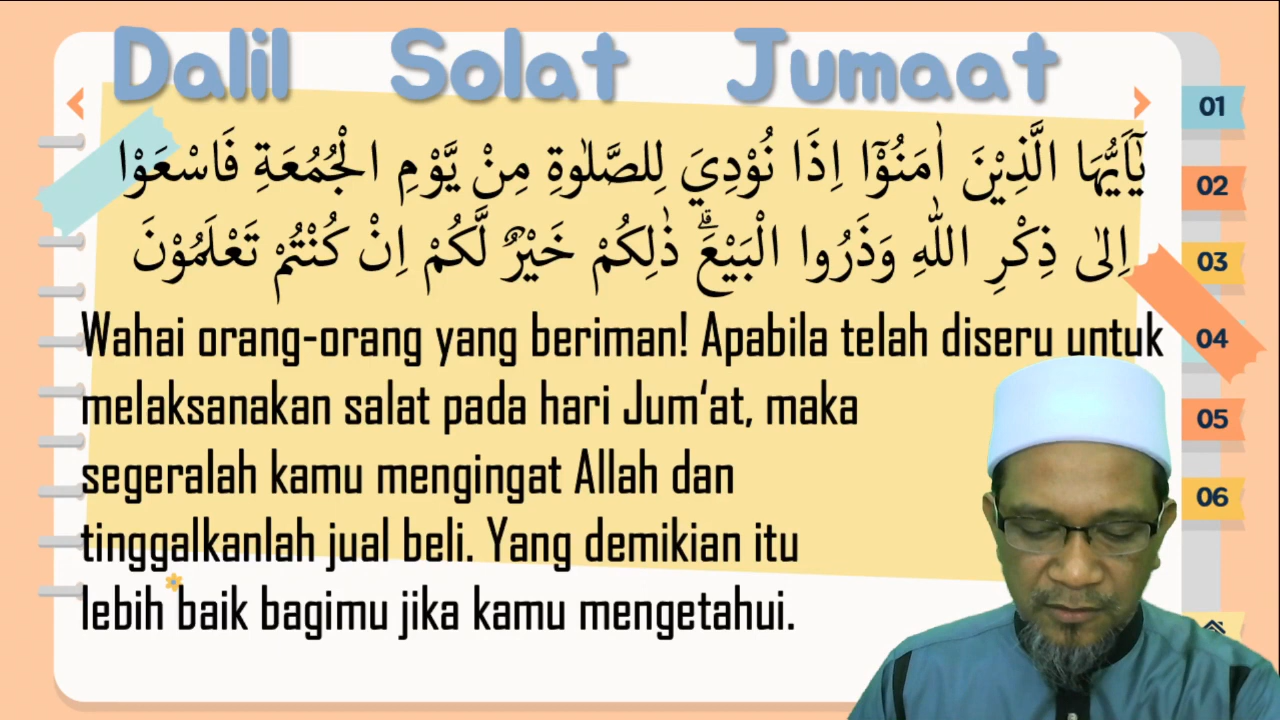 Dalil Solat Jumaat
يٰٓاَيُّهَا الَّذِيْنَ اٰمَنُوْٓا اِذَا نُوْدِيَ لِلصَّلٰوةِ مِنْ يَّوْمِ الْجُمُعَةِ فَاسْعَوْا
اِلٰى ذِكْرِ اللّٰهِ وَذَرُوا الْبَيْعَۗ ذٰلِكُمْ خَيْرٌ لَّكُمْ اِنْ كُنْتُمْ تَعْلَمُوْنَ
Wahai orang-orang yang beriman! Apabila telah diseru untuk
melaksanakan salat pada hari Jum‘at, maka
segeralah kamu mengingat Allah dan
tinggalkanlah jual beli. Yang demikian itu
lebih baik bagimu jika kamu mengetahui.
01
02
03
04
05
06